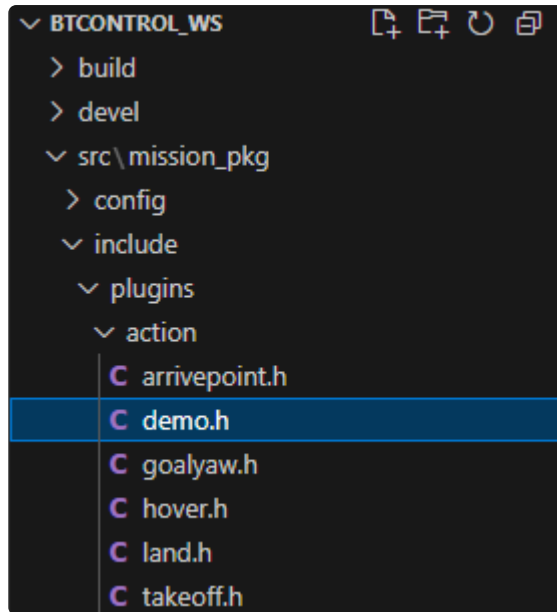 BTCONTROL_WS
build
devel
src\mission_pkg
config
include
plugins
action
C arrivepoint.h
C demo.h
C goalyaw.h
C hover.h
C land.h
C takeoff.h